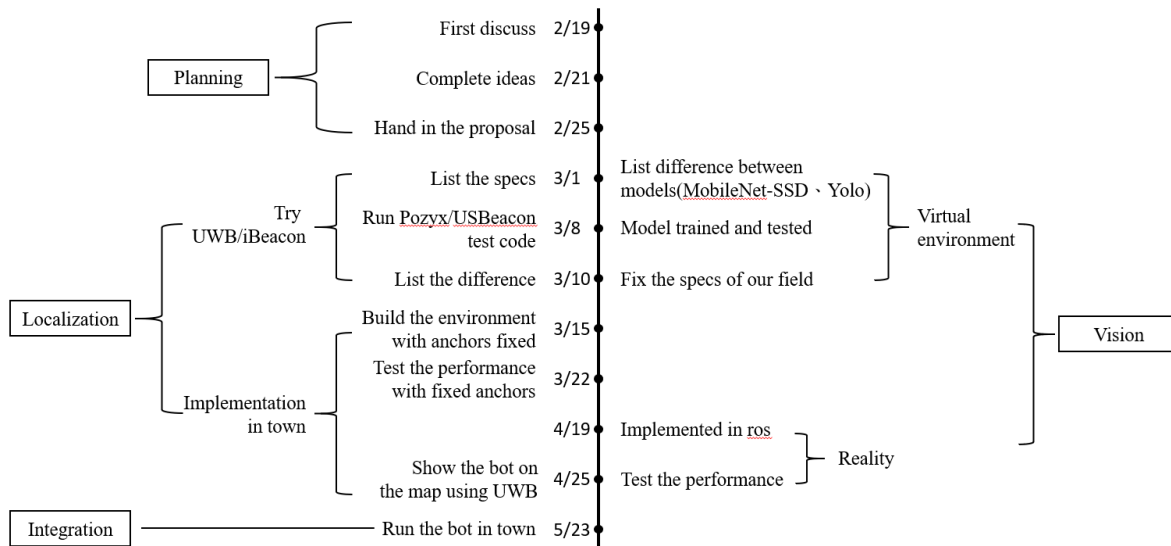 First discuss 2/19
Planning
Complete ideas 2/21
Hand in the proposal 2/25
List the specs 3/1
List difference between
models(MobileNet-SSD、Yolo)
Try
UWB/iBeacon
Run Pozyx/USBeacon
test code
3/8 Model trained and tested
Virtual
environment
List the difference 3/10 Fix the specs of our field
Localization
Build the environment
with anchors fixed
3/15
Vision
Test the performance
with fixed anchors
3/22
Implementation
in town
4/19 Implemented in ros
Reality
Show the bot on
the map using UWB
4/25 Test the performance
Integration
Run the bot in town 5/23